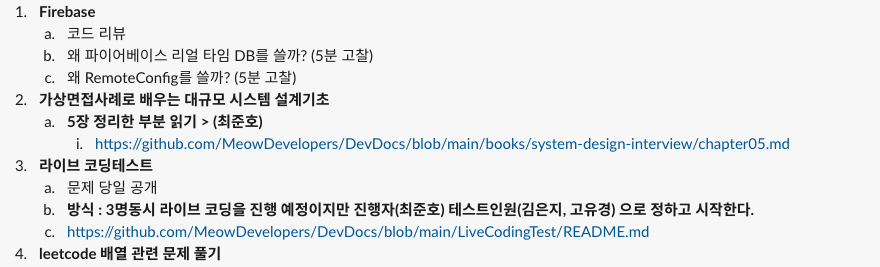 1. Firebase
a. 코드 리뷰
b. 왜 파이어베이스 리얼 타임 DB를 쓸까? (5분 고찰)
c. 왜 RemoteConfig를 쓸까? (5분 고찰)
2. 가상면접사례로 배우는 대규모 시스템 설계기초
a. 5장 정리한 부분 읽기 > (최준호)
i. https://github.com/MeowDevelopers/DevDocs/blob/main/books/system-design-interview/chapter05.md
3. 라이브 코딩테스트
a. 문제 당일 공개
b. 방식 : 3명동시 라이브 코딩을 진행 예정이지만 진행자(최준호) 테스트인원(김은지, 고유경) 으로 정하고 시작한다.
c. https://github.com/MeowDevelopers/DevDocs/blob/main/LiveCodingTest/README.md
4. leetcode 배열 관련 문제 풀기